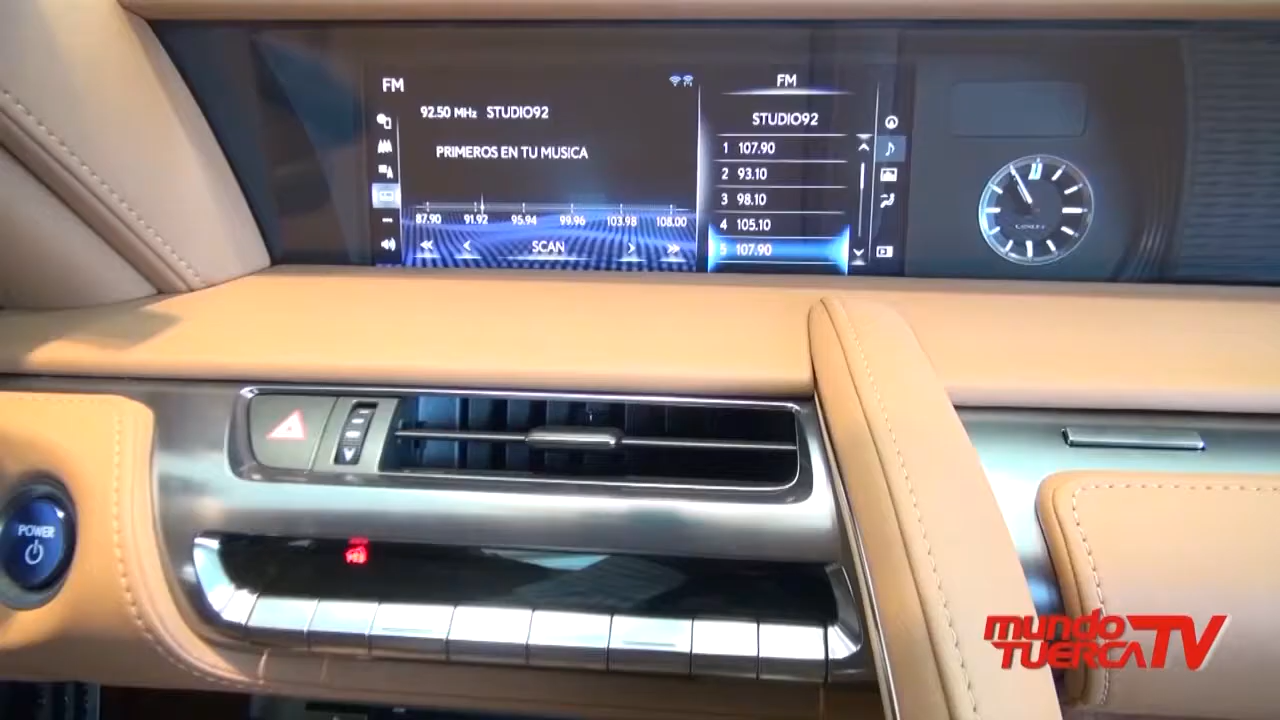 FM
92.50 MHz STUDIO92
PRIMEROS EN TU MUSICA
87.90 91.92 95.94 99.96 103.98 108.00
SCAN
FM
STUDIO92
1 107.90
2 93.10
3 98.10
4 105.10
5 107.90
LEXUS
POWER
mundo
TUERCA TV